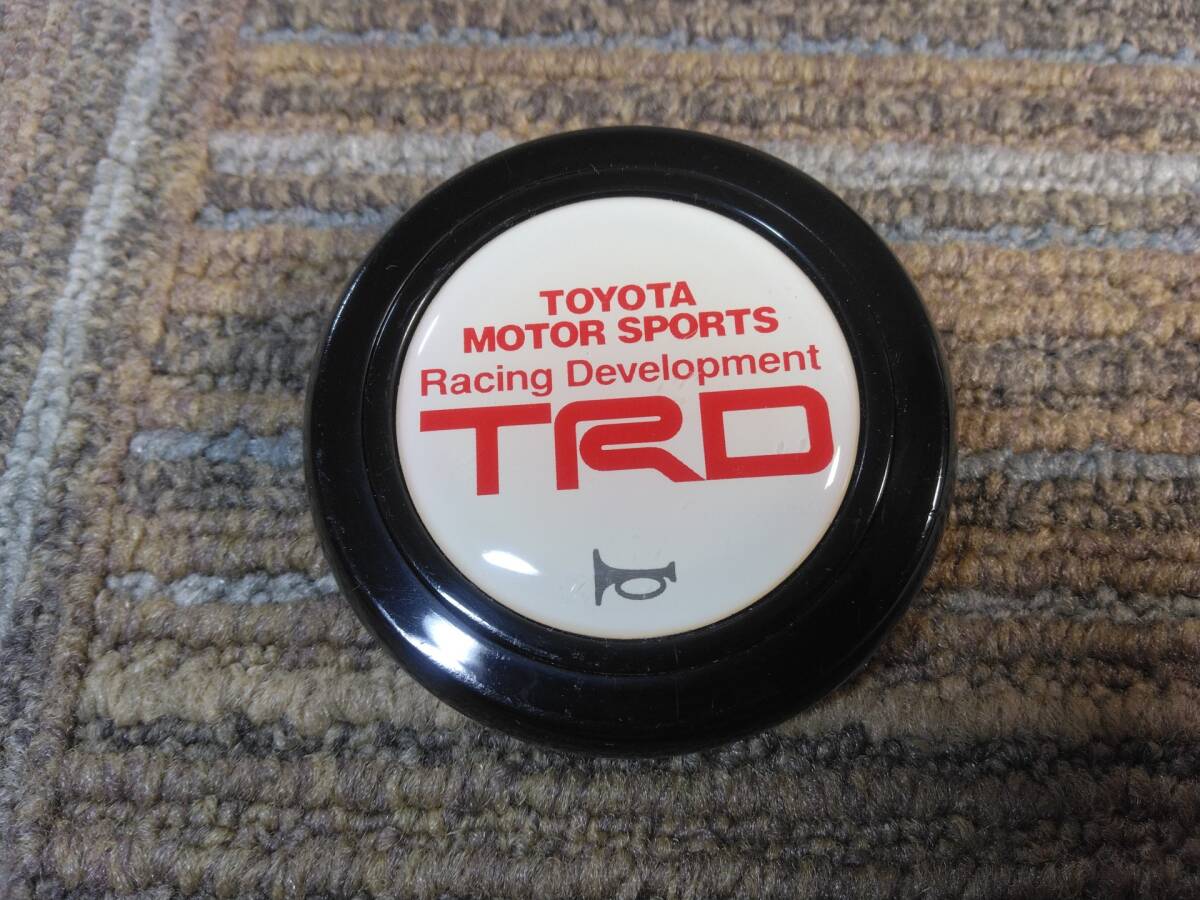 TOYOTA
MOTOR SPORTS
Racing Development
TRD